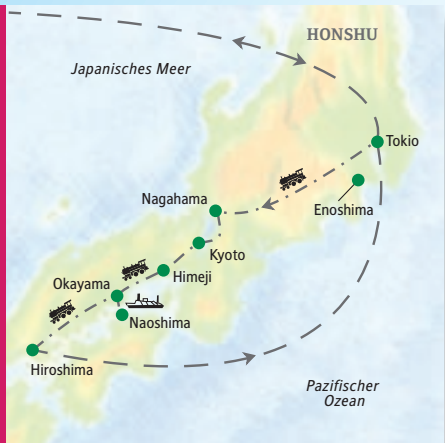 HONSHU
Japanisches Meer
Tokio
Nagahama
Enoshima
Kyoto
Okayama
Himeji
Naoshima
Hiroshima
Pazifischer
Ozean